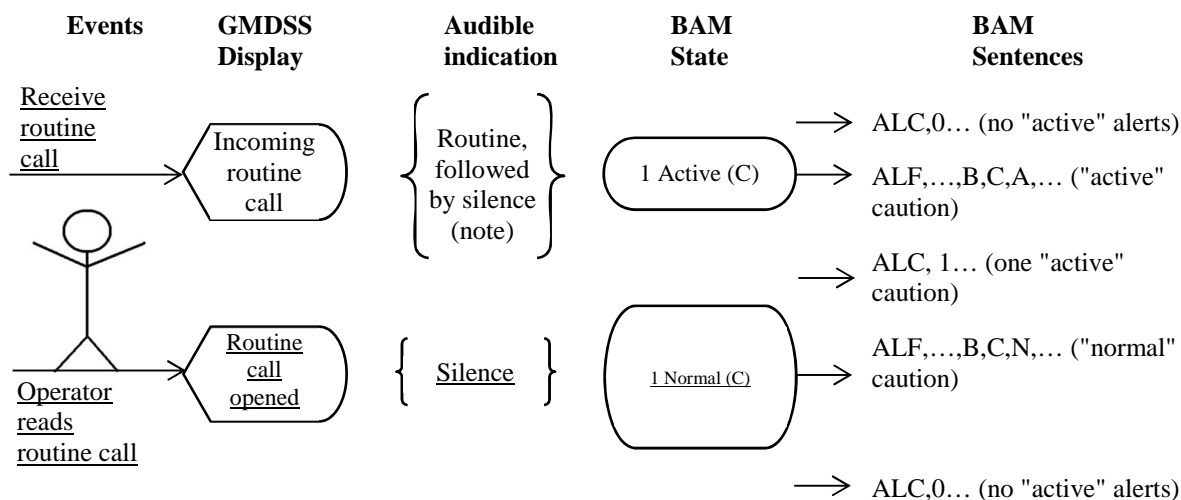 Events
GMDSS
Display
Audible
indication
BAM
State
BAM
Sentences
Receive
routine
call
Incoming
routine
call
Routine,
followed
by silence
(note)
1 Active (C)
ALC,0… (no "active" alerts)
ALF,…,B,C,A,… ("active"
caution)
ALC, 1… (one "active"
caution)
Operator
reads
routine call
Routine
call
opened
Silence
1 Normal (C)
ALF,…,B,C,N,… ("normal"
caution)
ALC,0… (no "active" alerts)